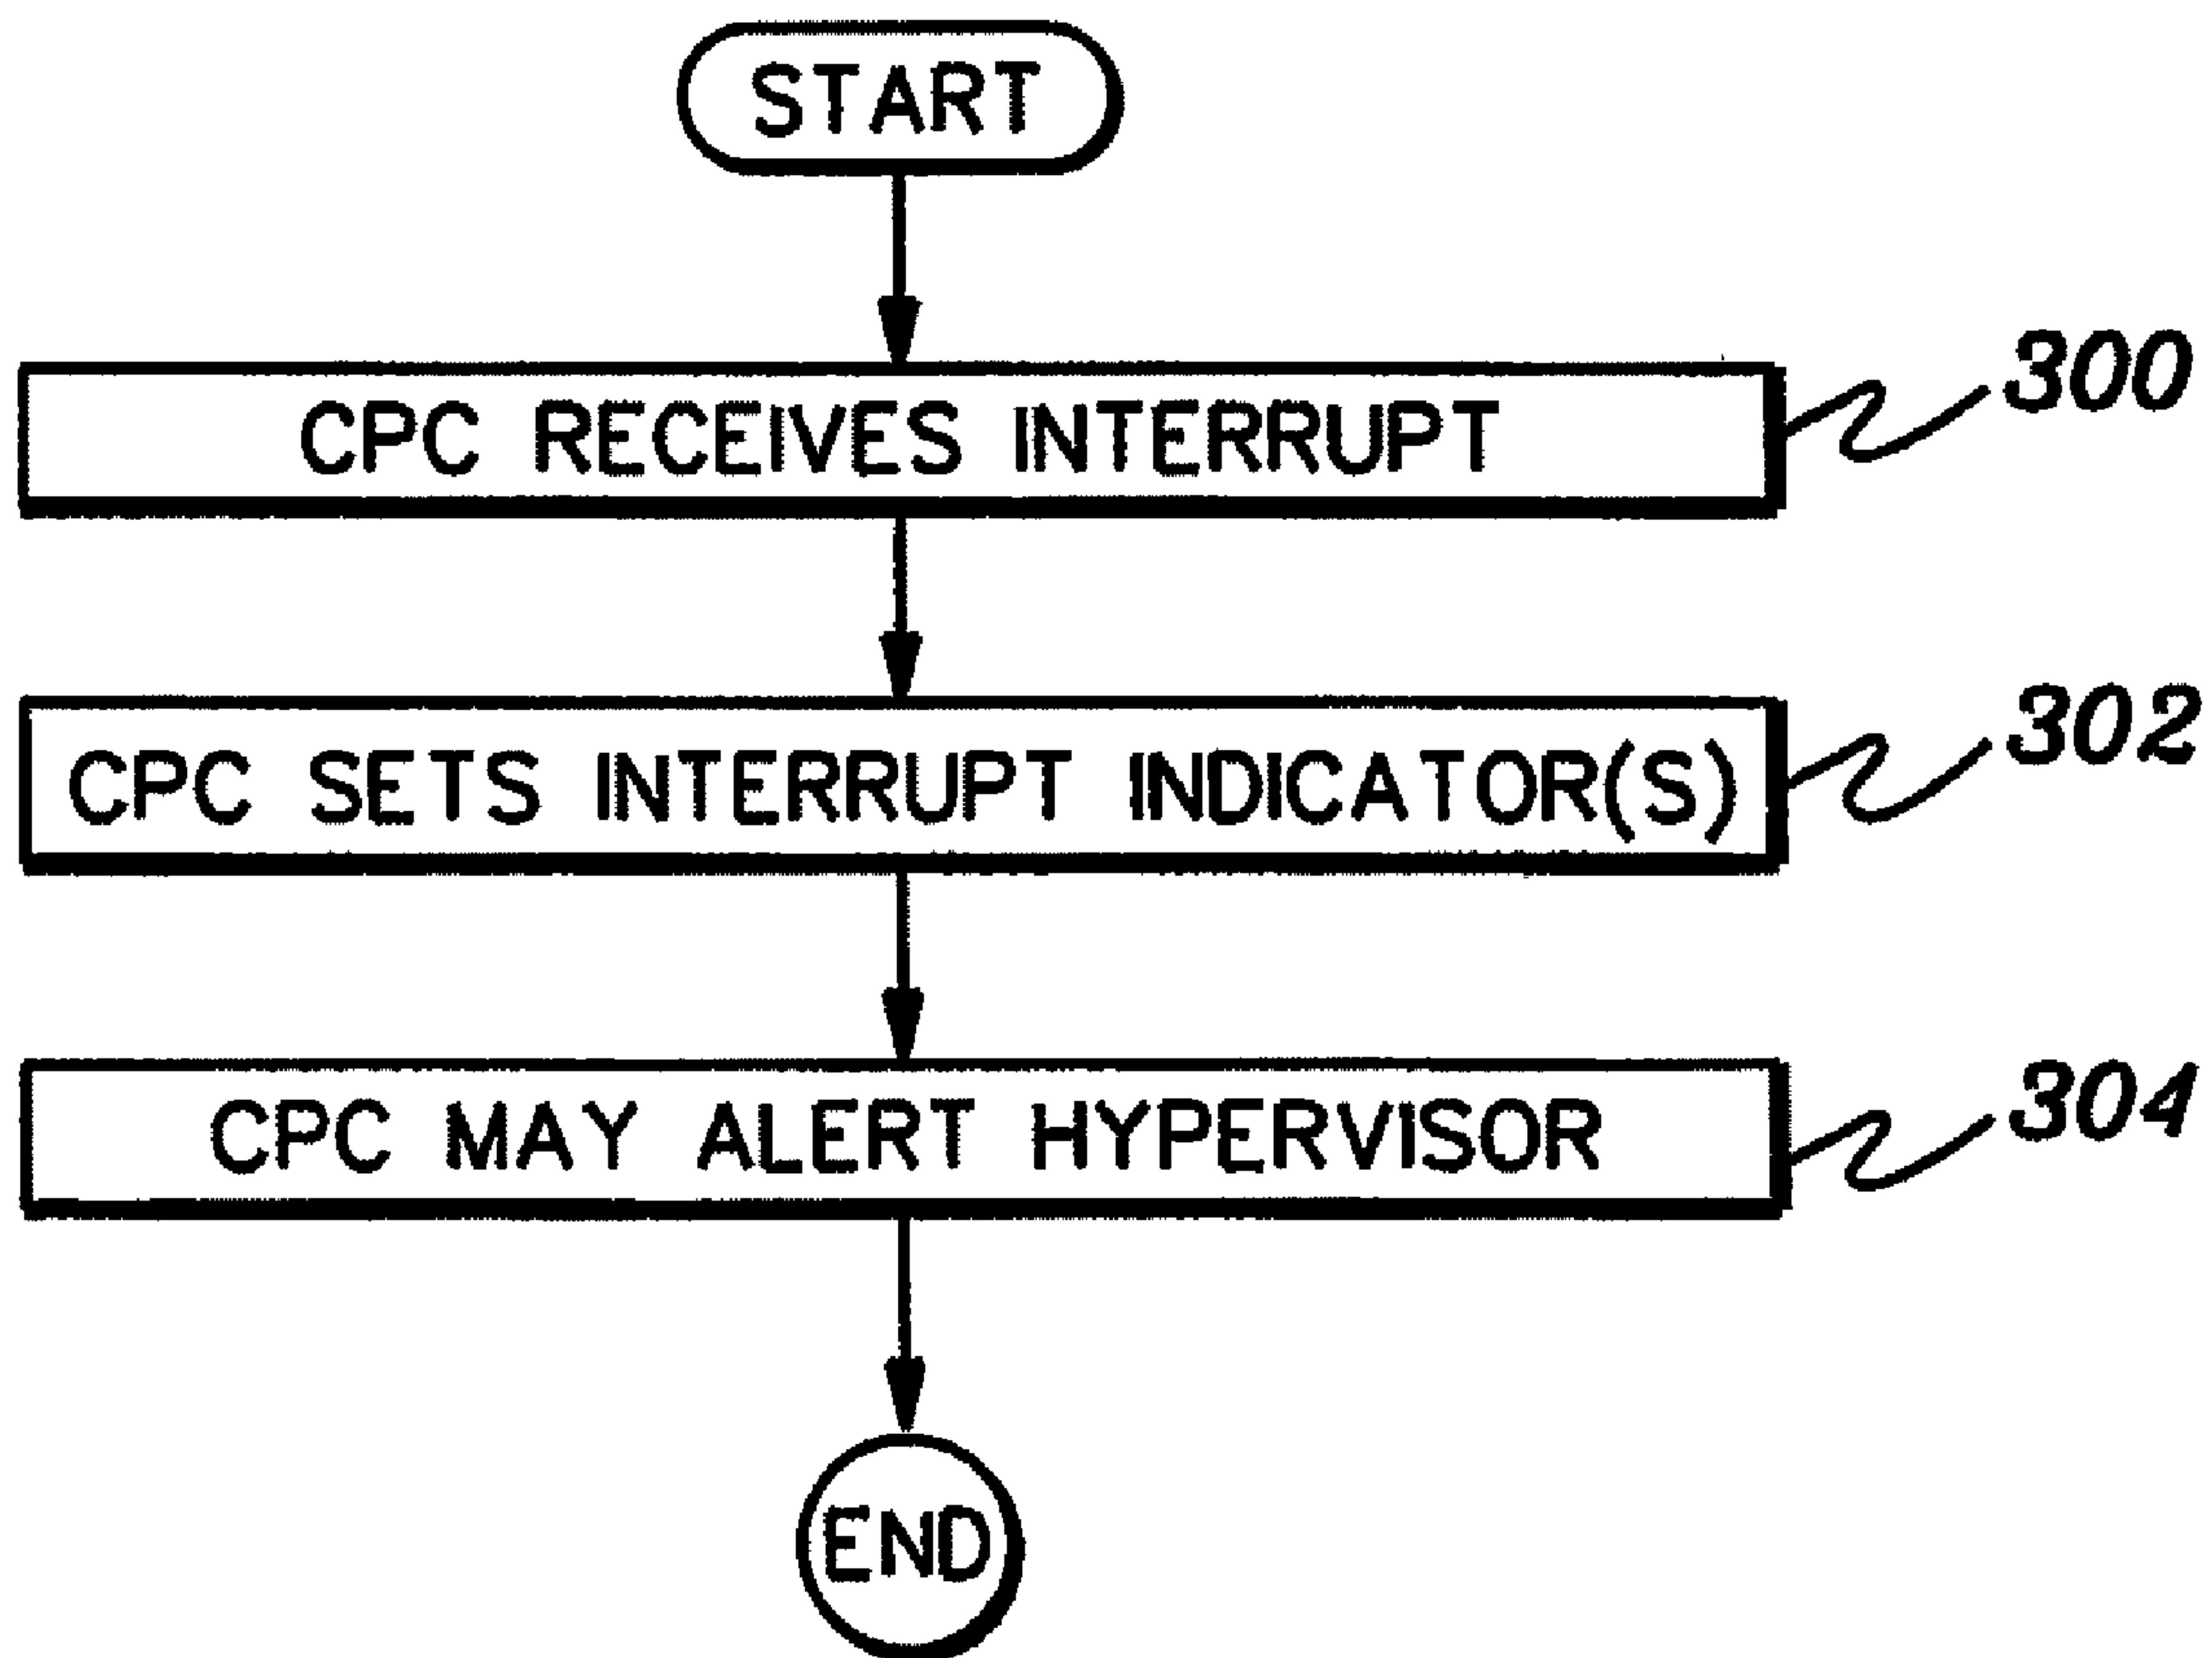 START
CPC RECEIVES INTERRUPT
300
CPC SETS INTERRUPT INDICATOR(S)
302
CPC MAY ALERT HYPERVISOR
304
END